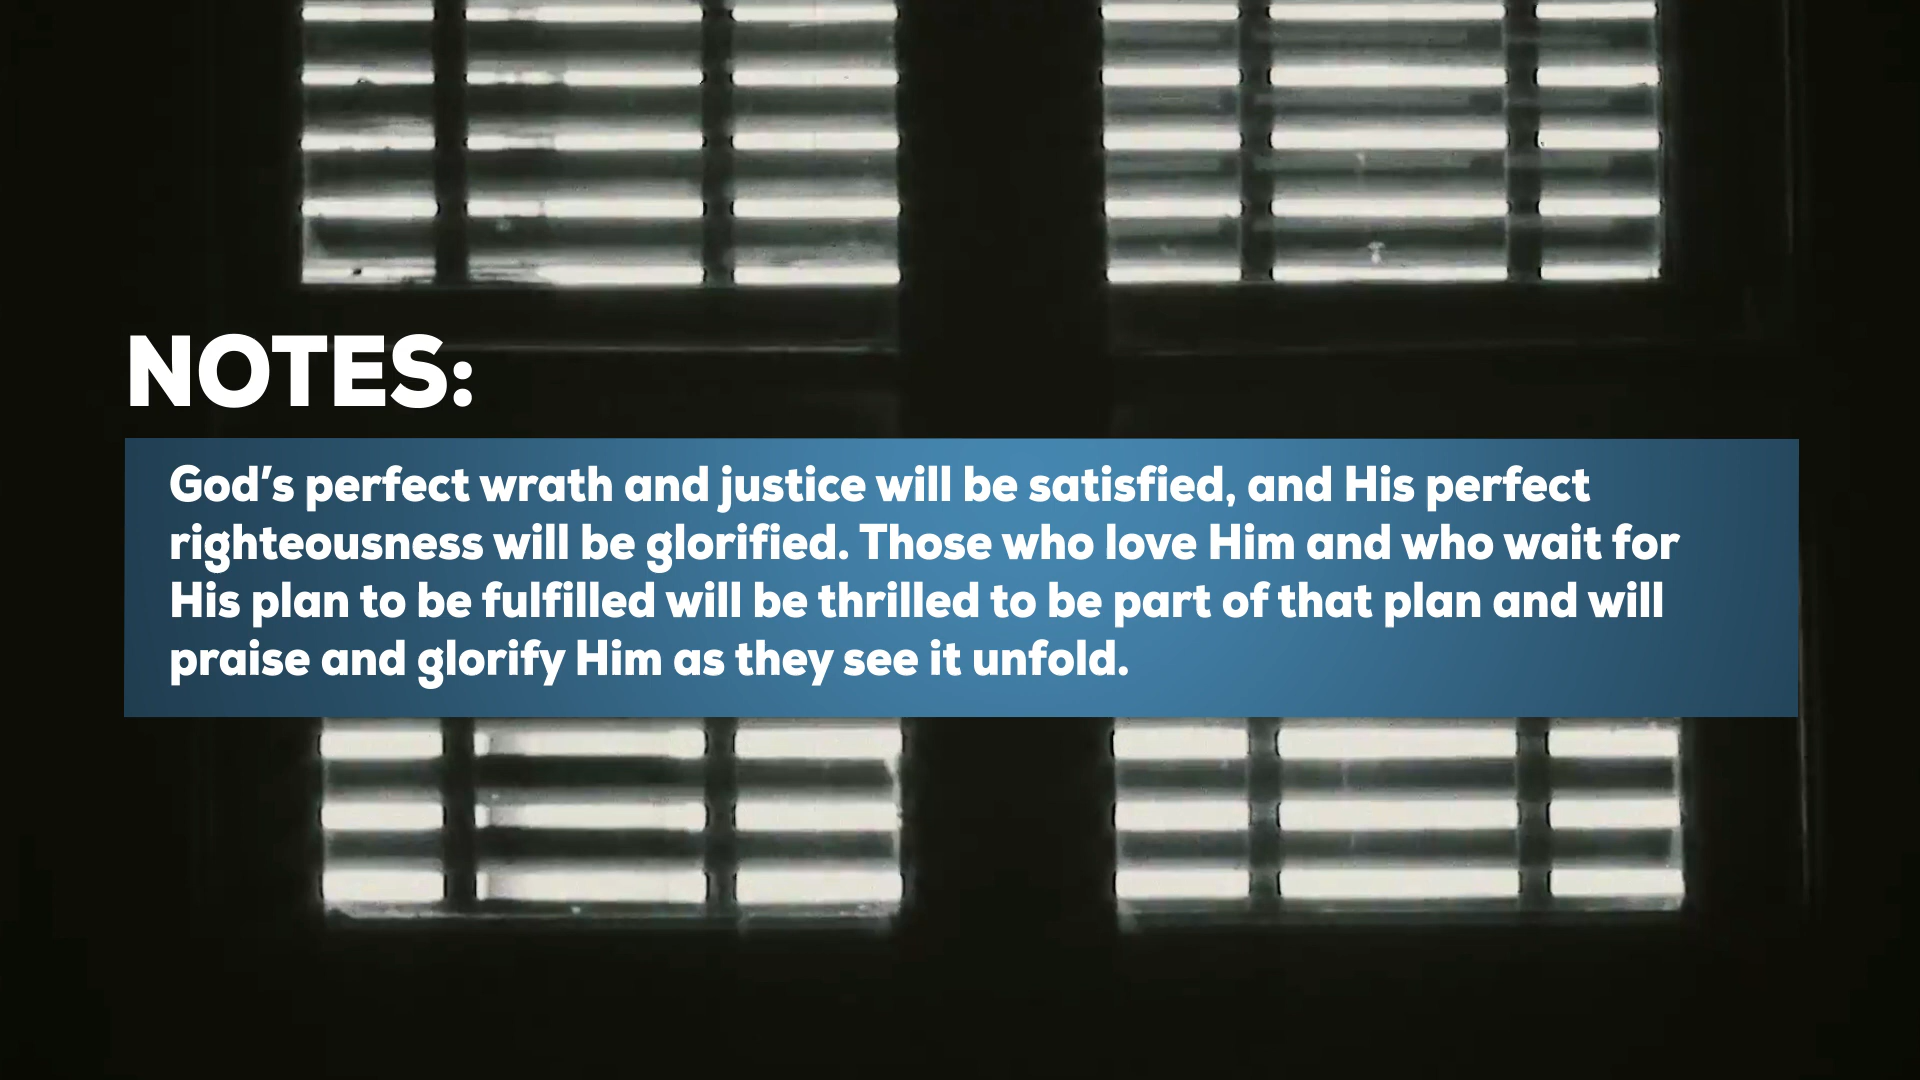 NOTES:
God’s perfect wrath and justice will be satisfied, and His perfect
righteousness will be glorified. Those who love Him and who wait for
His plan to be fulfilled will be thrilled to be part of that plan and will
praise and glorify Him as they see it unfold.